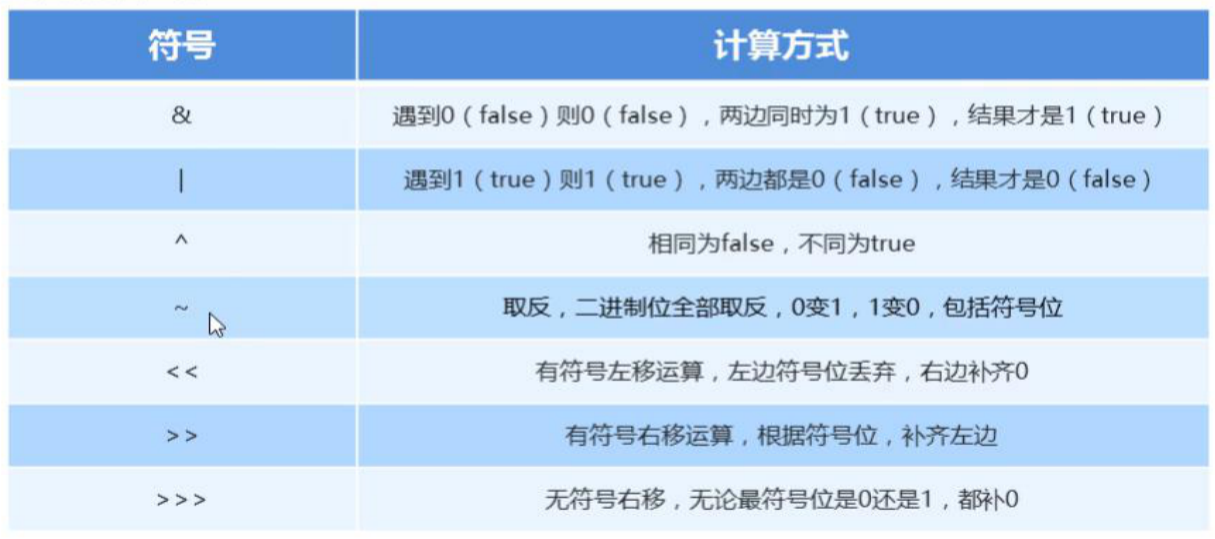 符号 计算方式
& 遇到0（false）则0（false），两边同时为1（true），结果才是1（true）
| 遇到1（true）则1（true），两边都是0（false），结果才是0（false）
^ 相同为false，不同为true
~ 取反，二进制位全部取反，0变1，1变0，包括符号位
<< 有符号左移运算，左边符号位丢弃，右边补齐0
>> 有符号右移运算，根据符号位，补齐左边
>>> 无符号右移，无论最符号位是0还是1，都补0